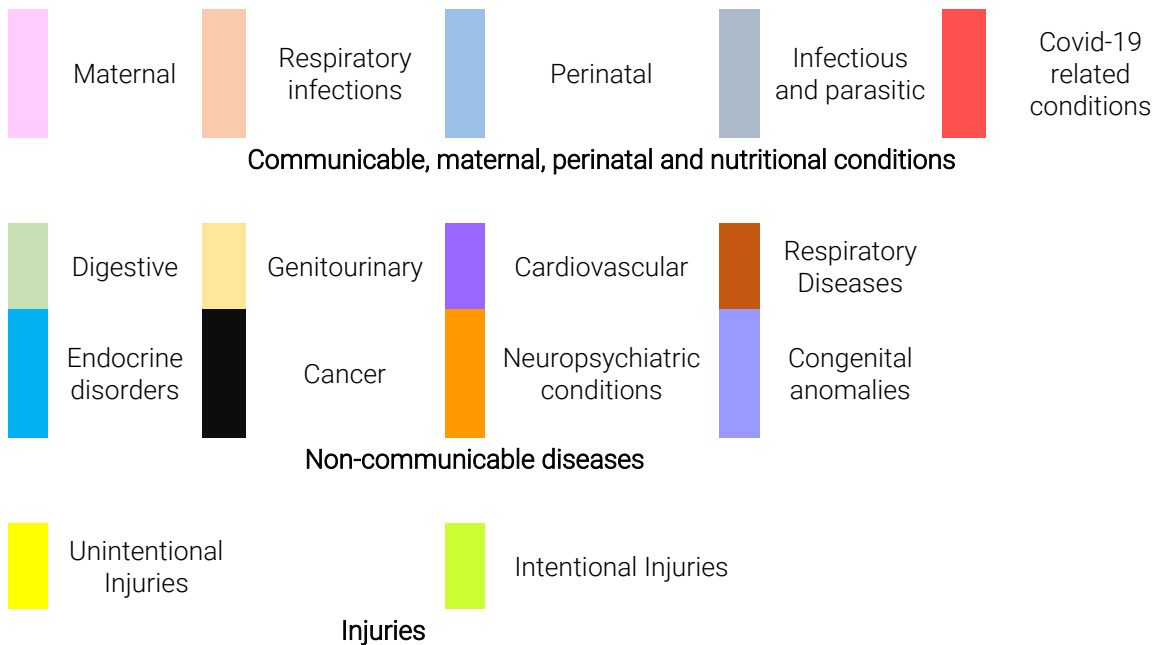 Maternal
Respiratory
infections
Perinatal
Infectious
and parasitic
Covid-19
related
conditions
Communicable, maternal, perinatal and nutritional conditions
Digestive
Genitourinary
Cardiovascular
Respiratory
Diseases
Endocrine
disorders
Cancer
Neuropsychiatric
conditions
Congenital
anomalies
Non-communicable diseases
Unintentional
Injuries
Intentional Injuries
Injuries